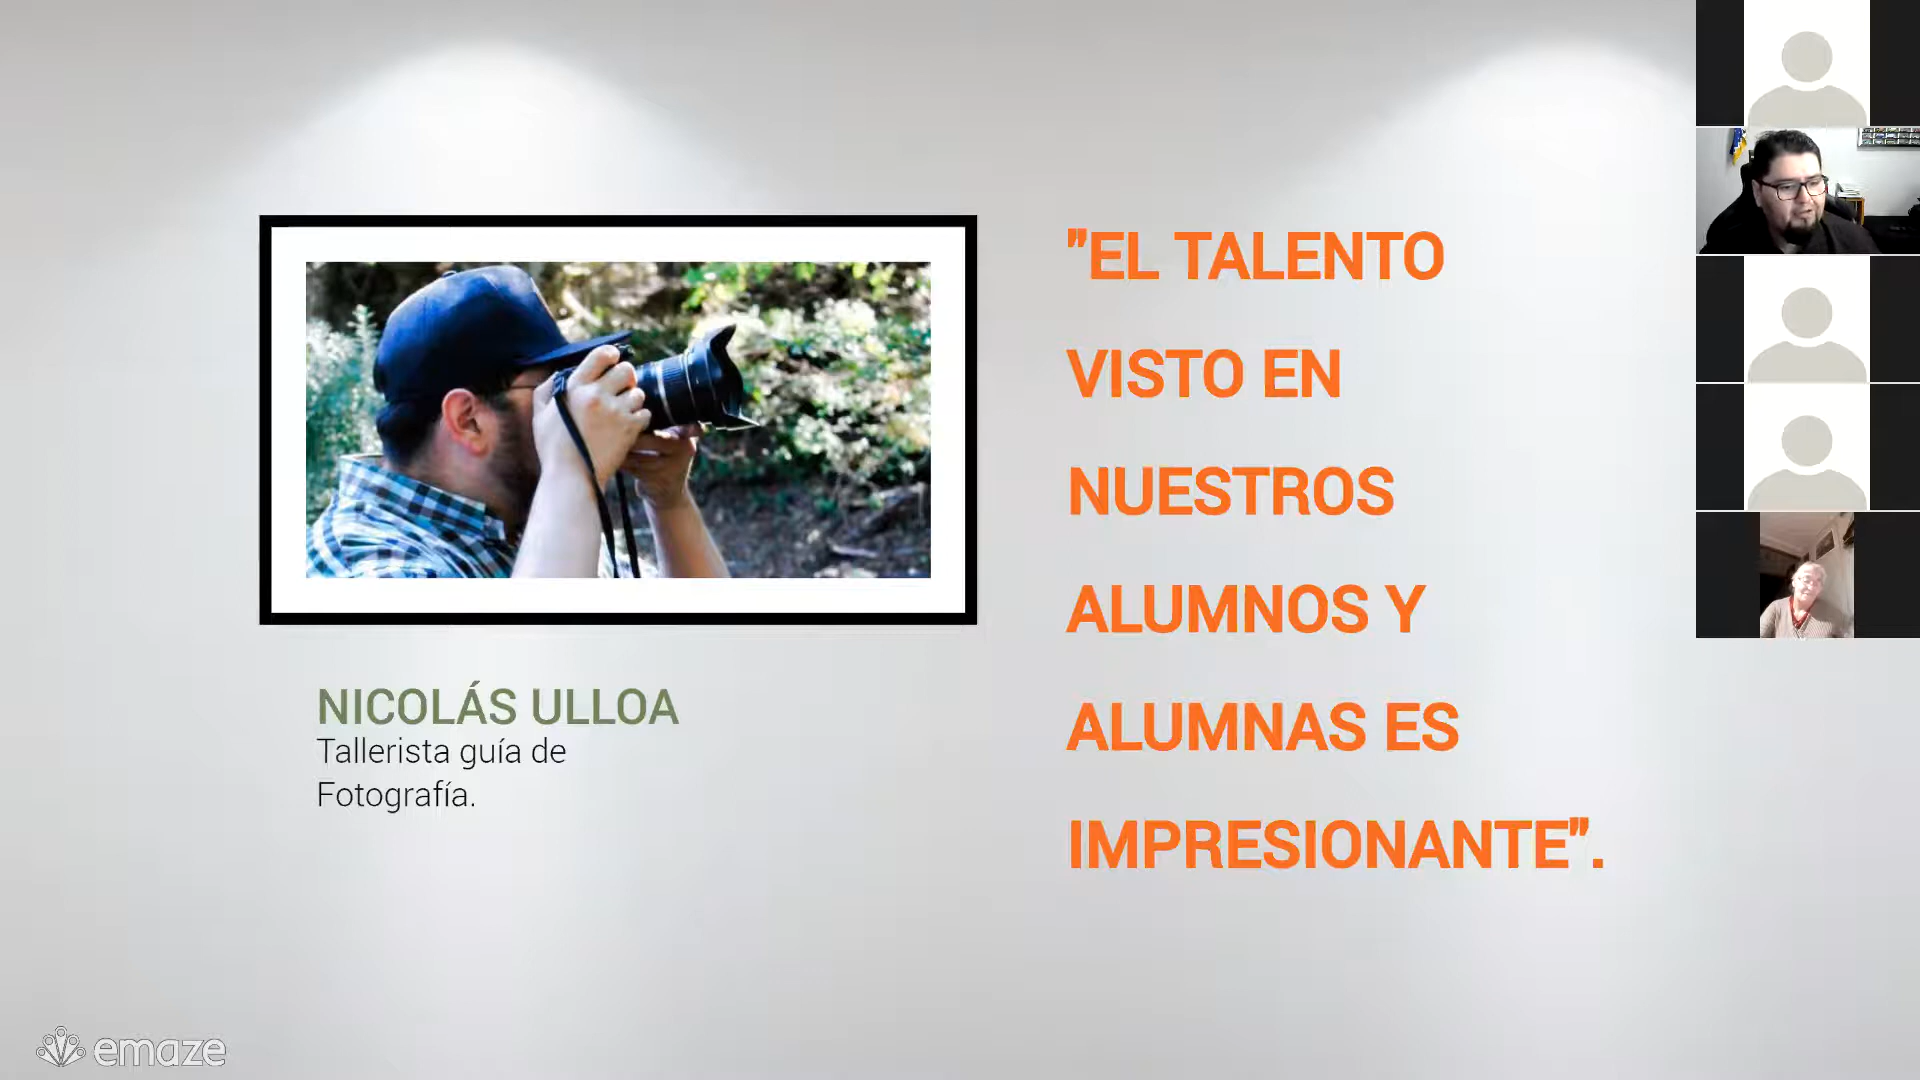 "EL TALENTO
VISTO EN
NUESTROS
ALUMNOS Y
ALUMNAS ES
IMPRESIONANTE".
NICOLÁS ULLOA
Tallerista guía de
Fotografía.
emaze